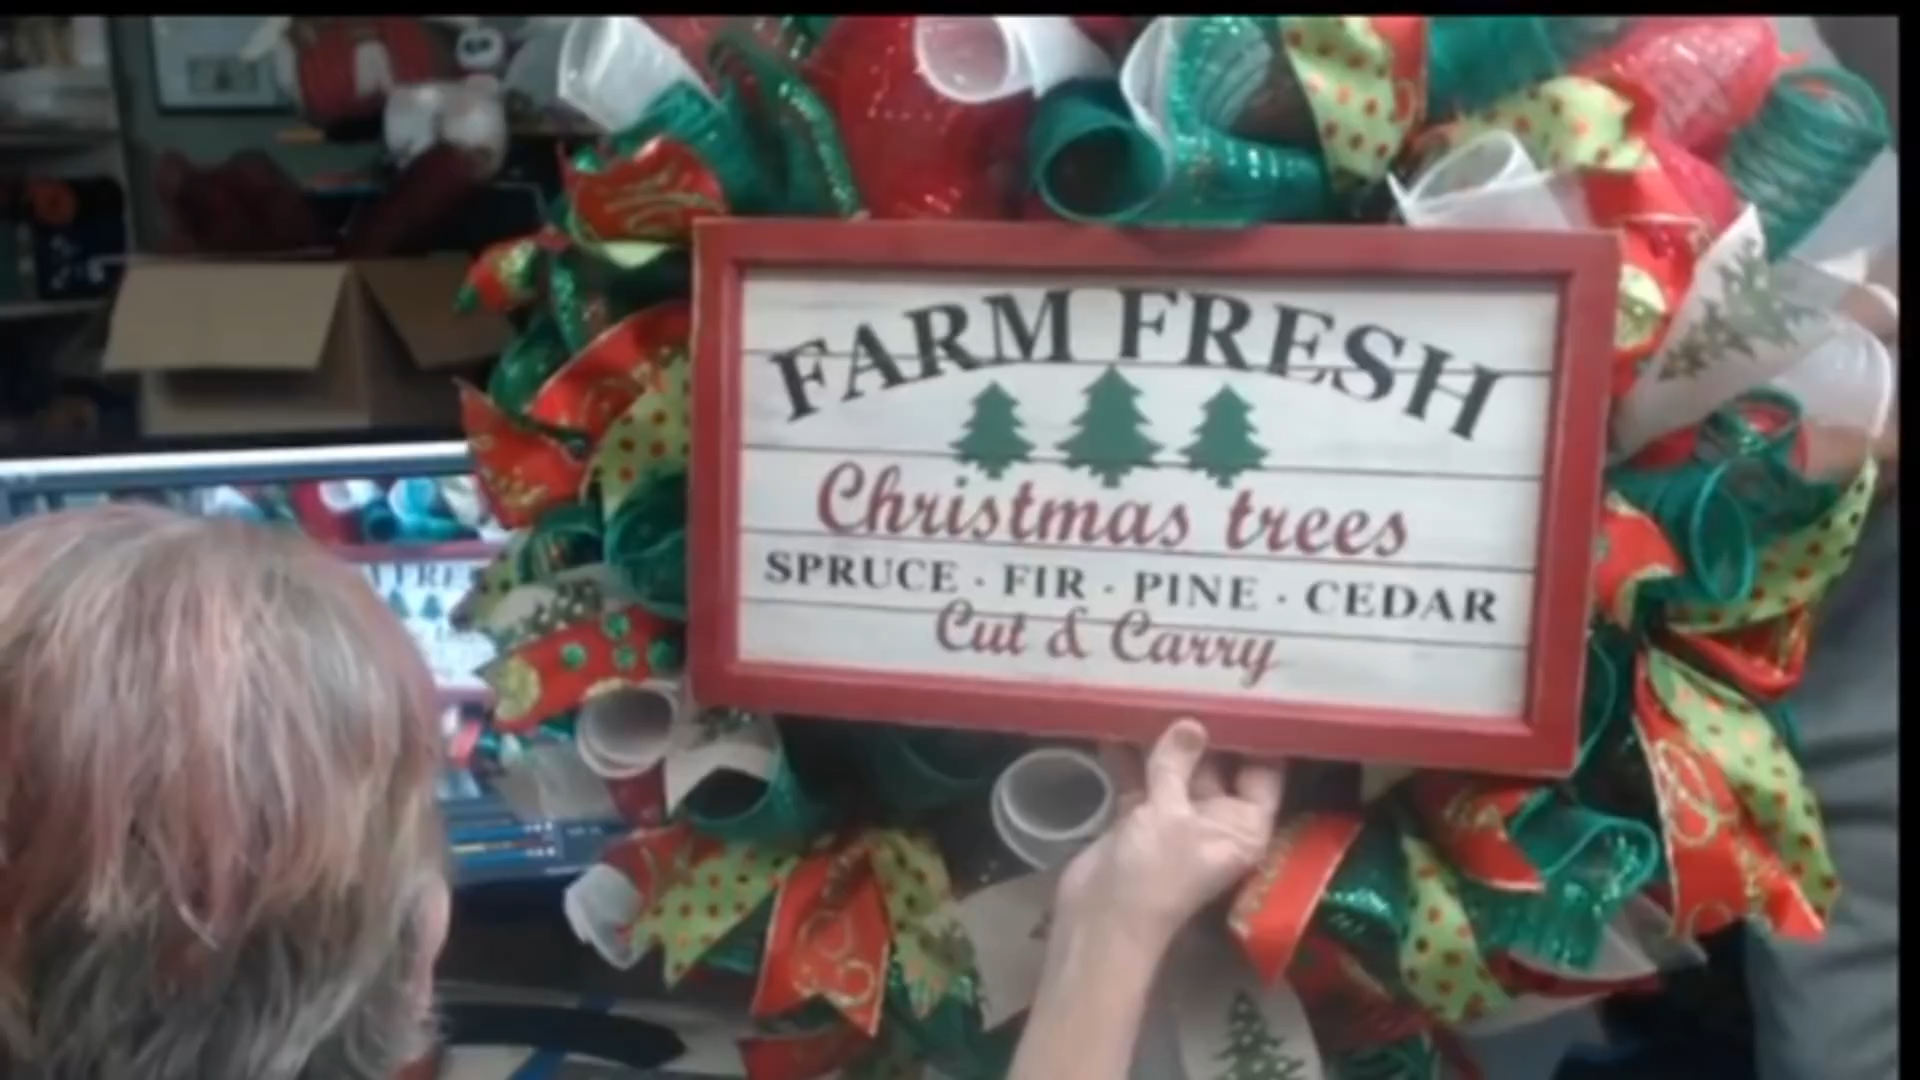 FARM FRESH
Christmas trees
SPRUCE · FIR · PINE · CEDAR
Cut & Carry